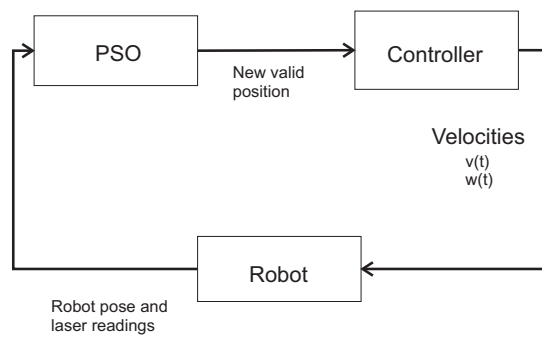 PSO
Controller
New valid
position
Velocities
v(t)
w(t)
Robot
Robot pose and
laser readings